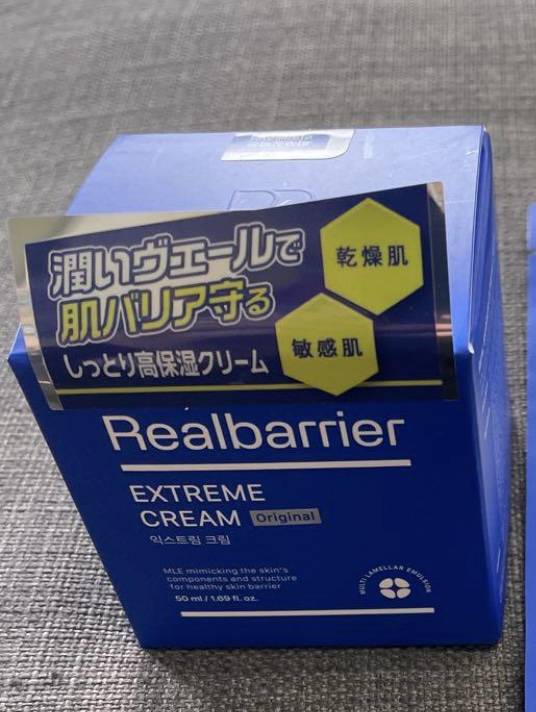 潤いヴェールで
肌バリア守る
しっとり高保湿クリーム
乾燥肌
敏感肌
Realbarrier
EXTREME
CREAM Original
익스트림 크림
MLE mimicking the skin's
components and structure
for healthy skin barrier
50 ml / 1.69 fl. oz.
MULTI LAMELLAR EMULSION